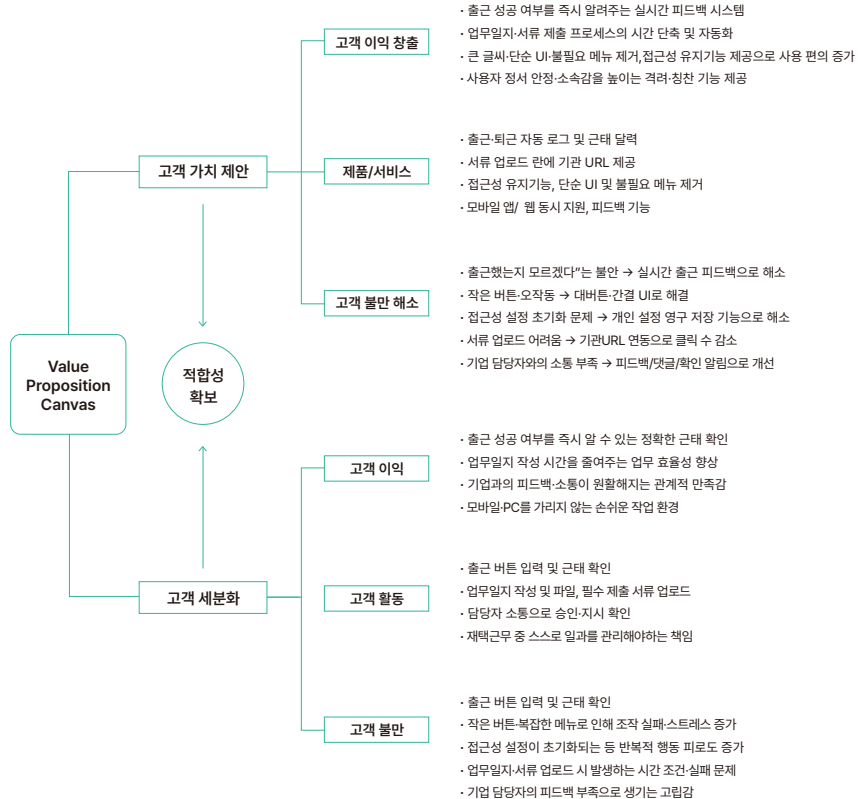 Value
Proposition
Canvas
고객 가치 제안
적합성
확보
고객 세분화
고객 이익 창출
· 출근 성공 여부를 즉시 알려주는 실시간 피드백 시스템
· 업무일지·서류 제출 프로세스의 시간 단축 및 자동화
· 큰 글씨·단순 UI·불필요 메뉴 제거,접근성 유지기능 제공으로 사용 편의 증가
· 사용자 정서 안정·소속감을 높이는 격려·칭찬 기능 제공
제품/서비스
· 출근·퇴근 자동 로그 및 근태 달력
· 서류 업로드 란에 기관 URL 제공
· 접근성 유지기능, 단순 UI 및 불필요 메뉴 제거
· 모바일 앱/ 웹 동시 지원, 피드백 기능
고객 불만 해소
· 출근했는지 모르겠다"는 불안 → 실시간 출근 피드백으로 해소
· 작은 버튼·오작동 → 대버튼·간결 UI로 해결
· 접근성 설정 초기화 문제 → 개인 설정 영구 저장 기능으로 해소
· 서류 업로드 어려움 → 기관URL 연동으로 클릭 수 감소
· 기업 담당자와의 소통 부족 → 피드백/댓글/확인 알림으로 개선
고객 이익
· 출근 성공 여부를 즉시 알 수 있는 정확한 근태 확인
· 업무일지 작성 시간을 줄여주는 업무 효율성 향상
· 기업과의 피드백·소통이 원활해지는 관계적 만족감
· 모바일·PC를 가리지 않는 손쉬운 작업 환경
고객 활동
· 출근 버튼 입력 및 근태 확인
· 업무일지 작성 및 파일, 필수 제출 서류 업로드
· 담당자 소통으로 승인·지시 확인
· 재택근무 중 스스로 일과를 관리해야하는 책임
고객 불만
· 출근 버튼 입력 및 근태 확인
· 작은 버튼·복잡한 메뉴로 인해 조작 실패·스트레스 증가
· 접근성 설정이 초기화되는 등 반복적 행동 피로도 증가
· 업무일지·서류 업로드 시 발생하는 시간 조건·실패 문제
· 기업 담당자의 피드백 부족으로 생기는 고립감